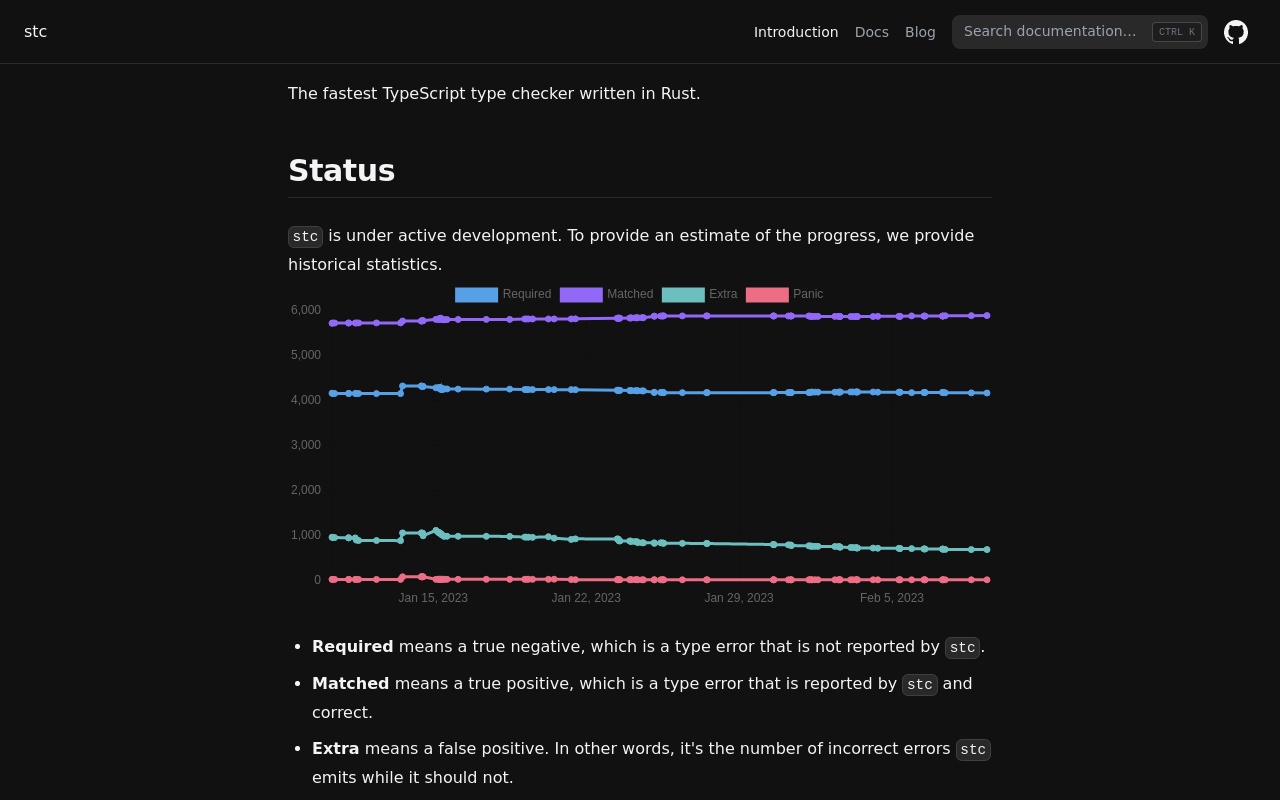 stc
Introduction
Docs
Blog
Search documentation…
CTRL K
The fastest TypeScript type checker written in Rust.
Status
stc is under active development. To provide an estimate of the progress, we provide
historical statistics.
Required
Matched
Extra
Panic
6,000
5,000
4,000
3,000
2,000
1,000
0
Jan 15, 2023
Jan 22, 2023
Jan 29, 2023
Feb 5, 2023
• Required means a true negative, which is a type error that is not reported by stc.
• Matched means a true positive, which is a type error that is reported by stc and
correct.
• Extra means a false positive. In other words, it's the number of incorrect errors stc
emits while it should not.